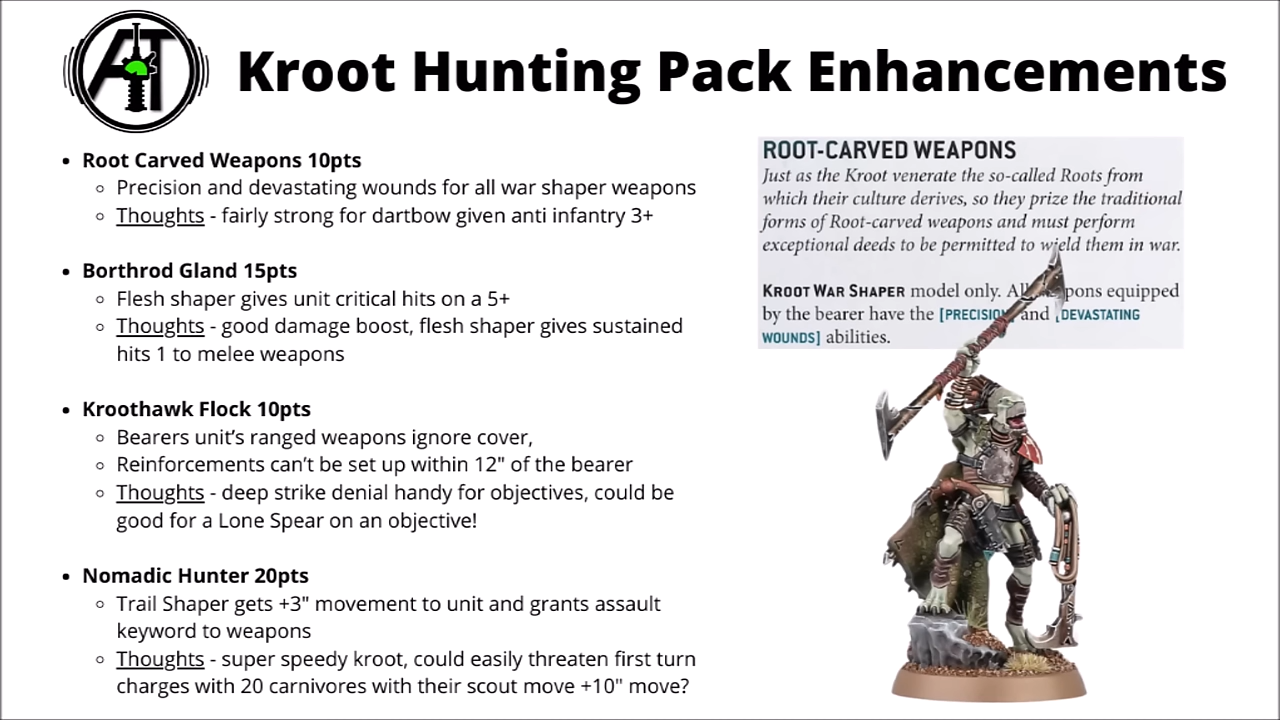 AT
Kroot Hunting Pack Enhancements
• Root Carved Weapons 10pts
○ Precision and devastating wounds for all war shaper weapons
○ Thoughts - fairly strong for dartbow given anti infantry 3+
• Borthrod Gland 15pts
○ Flesh shaper gives unit critical hits on a 5+
○ Thoughts - good damage boost, flesh shaper gives sustained
hits 1 to melee weapons
• Kroothawk Flock 10pts
○ Bearers unit’s ranged weapons ignore cover,
○ Reinforcements can’t be set up within 12" of the bearer
○ Thoughts - deep strike denial handy for objectives, could be
good for a Lone Spear on an objective!
• Nomadic Hunter 20pts
○ Trail Shaper gets +3" movement to unit and grants assault
keyword to weapons
○ Thoughts - super speedy kroot, could easily threaten first turn
charges with 20 carnivores with their scout move +10" move?
ROOT-CARVED WEAPONS
Just as the Kroot venerate the so-called Roots from
which their culture derives, so they prize the traditional
forms of Root-carved weapons and must perform
exceptional deeds to be permitted to wield them in war.
KROOT WAR SHAPER model only. equipped
by the bearer have the [PRECISION] and [DEVASTATING
WOUNDS] abilities.